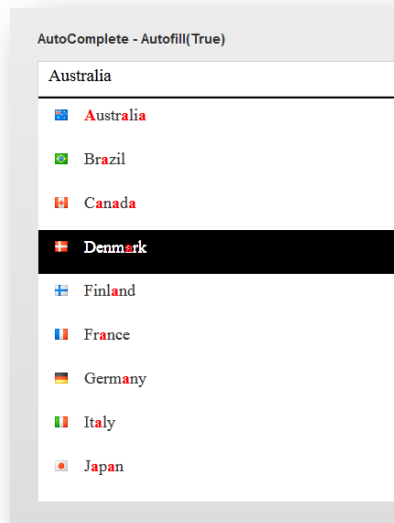 AutoComplete - Autofill(True)
Australia
Australia
Brazil
Canada
Denmark
Finland
France
Germany
Italy
Japan